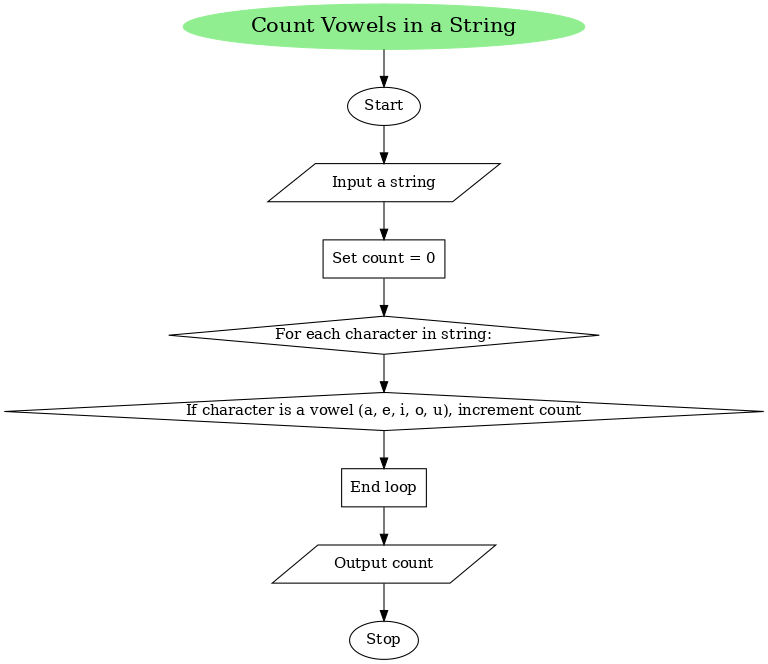 Count Vowels in a String
Start
Input a string
Set count = 0
For each character in string:
If character is a vowel (a, e, i, o, u), increment count
End loop
Output count
Stop